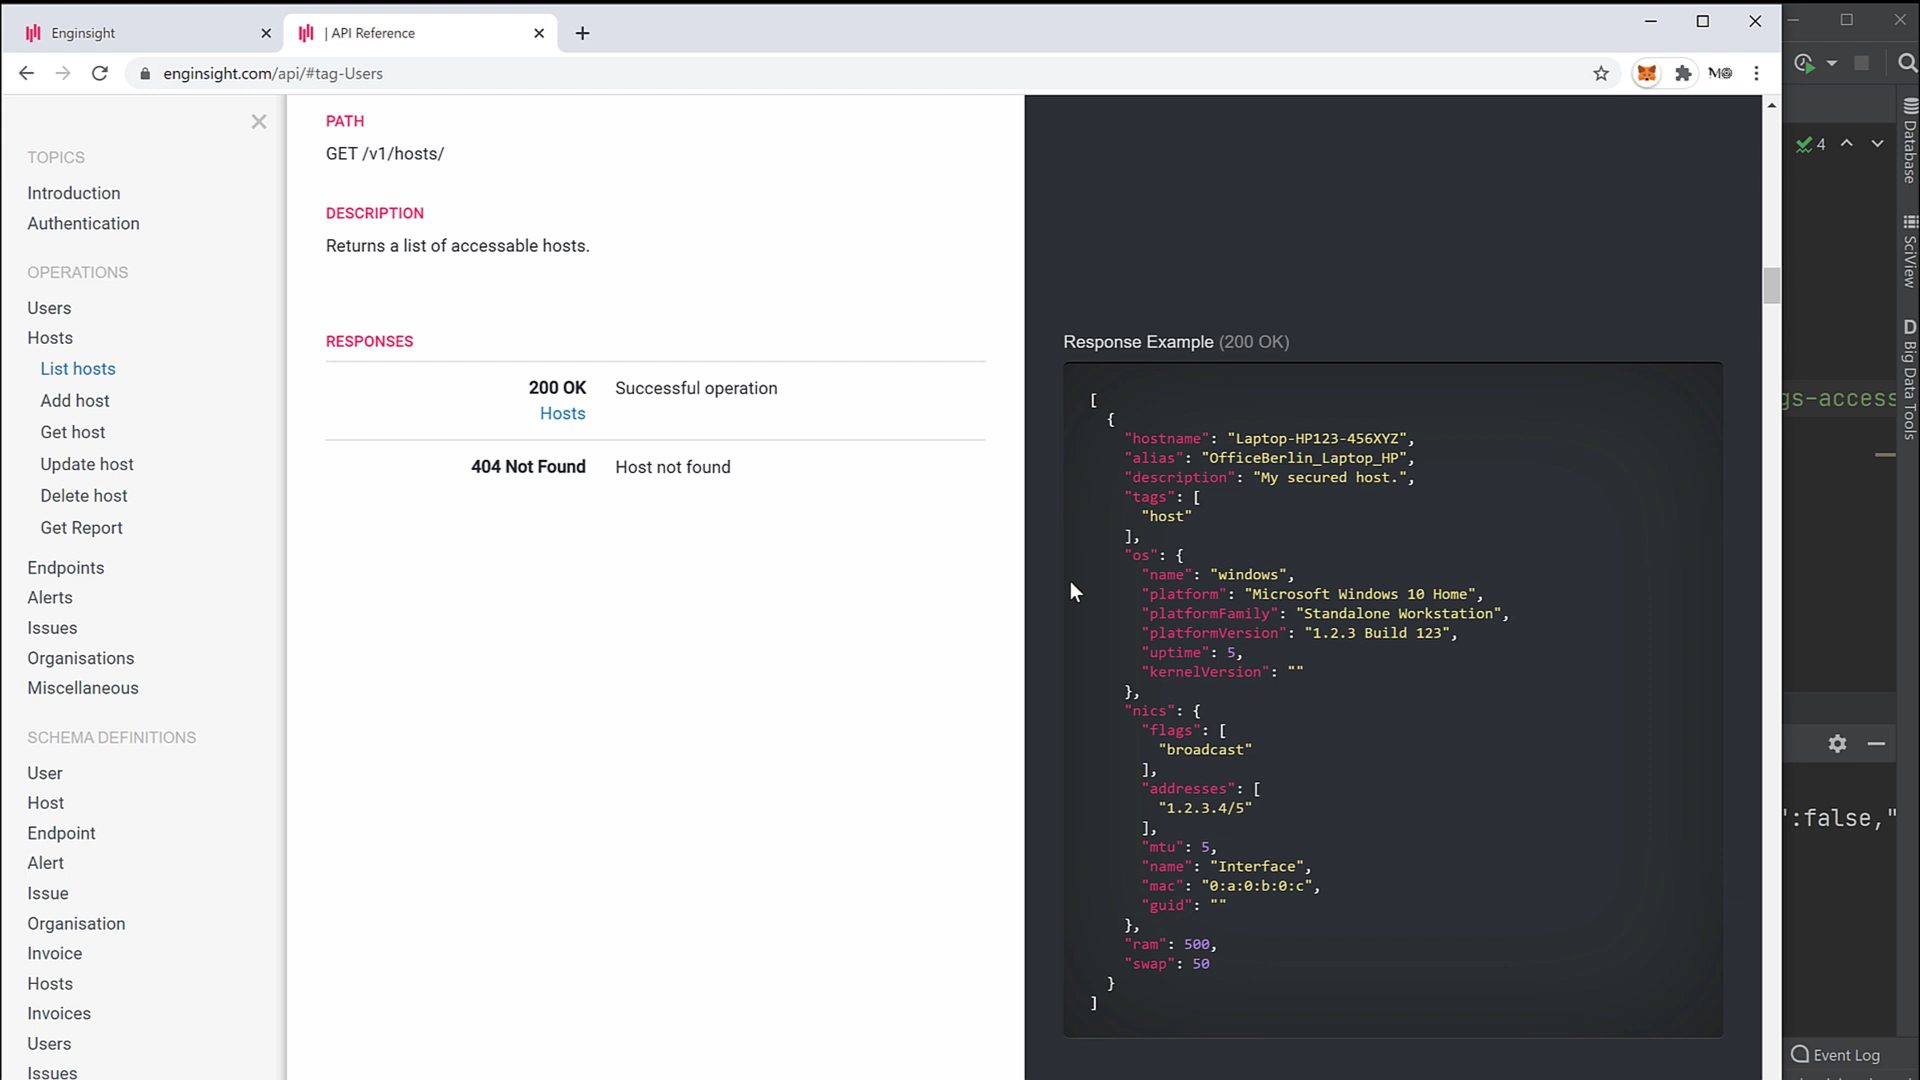 Enginsight
| API Reference
enginsight.com/api/#tag-Users
TOPICS
Introduction
Authentication
OPERATIONS
Users
Hosts
List hosts
Add host
Get host
Update host
Delete host
Get Report
Endpoints
Alerts
Issues
Organisations
Miscellaneous
SCHEMA DEFINITIONS
User
Host
Endpoint
Alert
Issue
Organisation
Invoice
Hosts
Invoices
Users
Issues
PATH
GET /v1/hosts/
DESCRIPTION
Returns a list of accessable hosts.
RESPONSES
200 OK Successful operation
Hosts
404 Not Found Host not found
Response Example (200 OK)
[
{
"hostname": "Laptop-HP123-456XYZ",
"alias": "OfficeBerlin_Laptop_HP",
"description": "My secured host.",
"tags": [
"host"
],
"os": {
"name": "windows",
"platform": "Microsoft Windows 10 Home",
"platformFamily": "Standalone Workstation",
"platformVersion": "1.2.3 Build 123",
"uptime": 5,
"kernelVersion": ""
},
"nics": {
"flags": [
"broadcast"
],
"addresses": [
"1.2.3.4/5"
],
"mtu": 5,
"name": "Interface",
"mac": "0:a:0:b:0:c",
"guid": ""
},
"ram": 500,
"swap": 50
}
]
4
gs-access
':false,"
Database
SciView
D Big Data Tools
Event Log